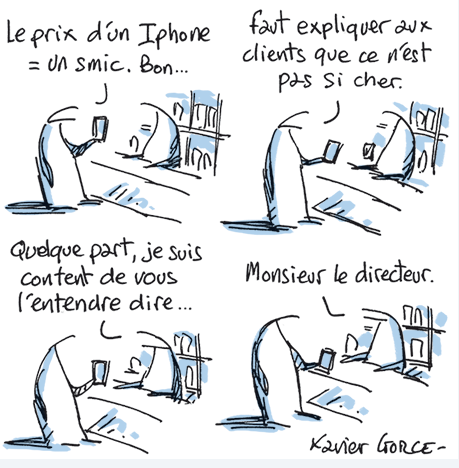 Le prix d'un Iphone
= un smic. Bon...
faut expliquer aux
clients que ce n'est
pas si cher.
Quelque part, je suis
content de vous
l'entendre dire...
Monsieur le directeur.
Xavier GORCE-